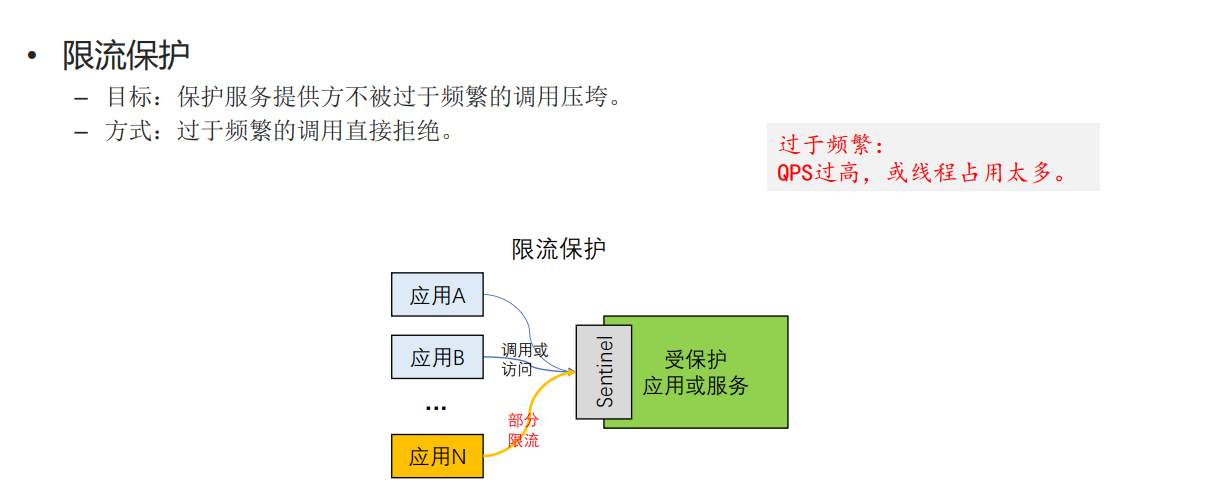 • 限流保护
– 目标：保护服务提供方不被过于频繁的调用压垮。
– 方式：过于频繁的调用直接拒绝。
过于频繁：
QPS过高，或线程占用太多。
限流保护
应用A
应用B
调用或
访问
...
部分
限流
应用N
Sentinel
受保护
应用或服务